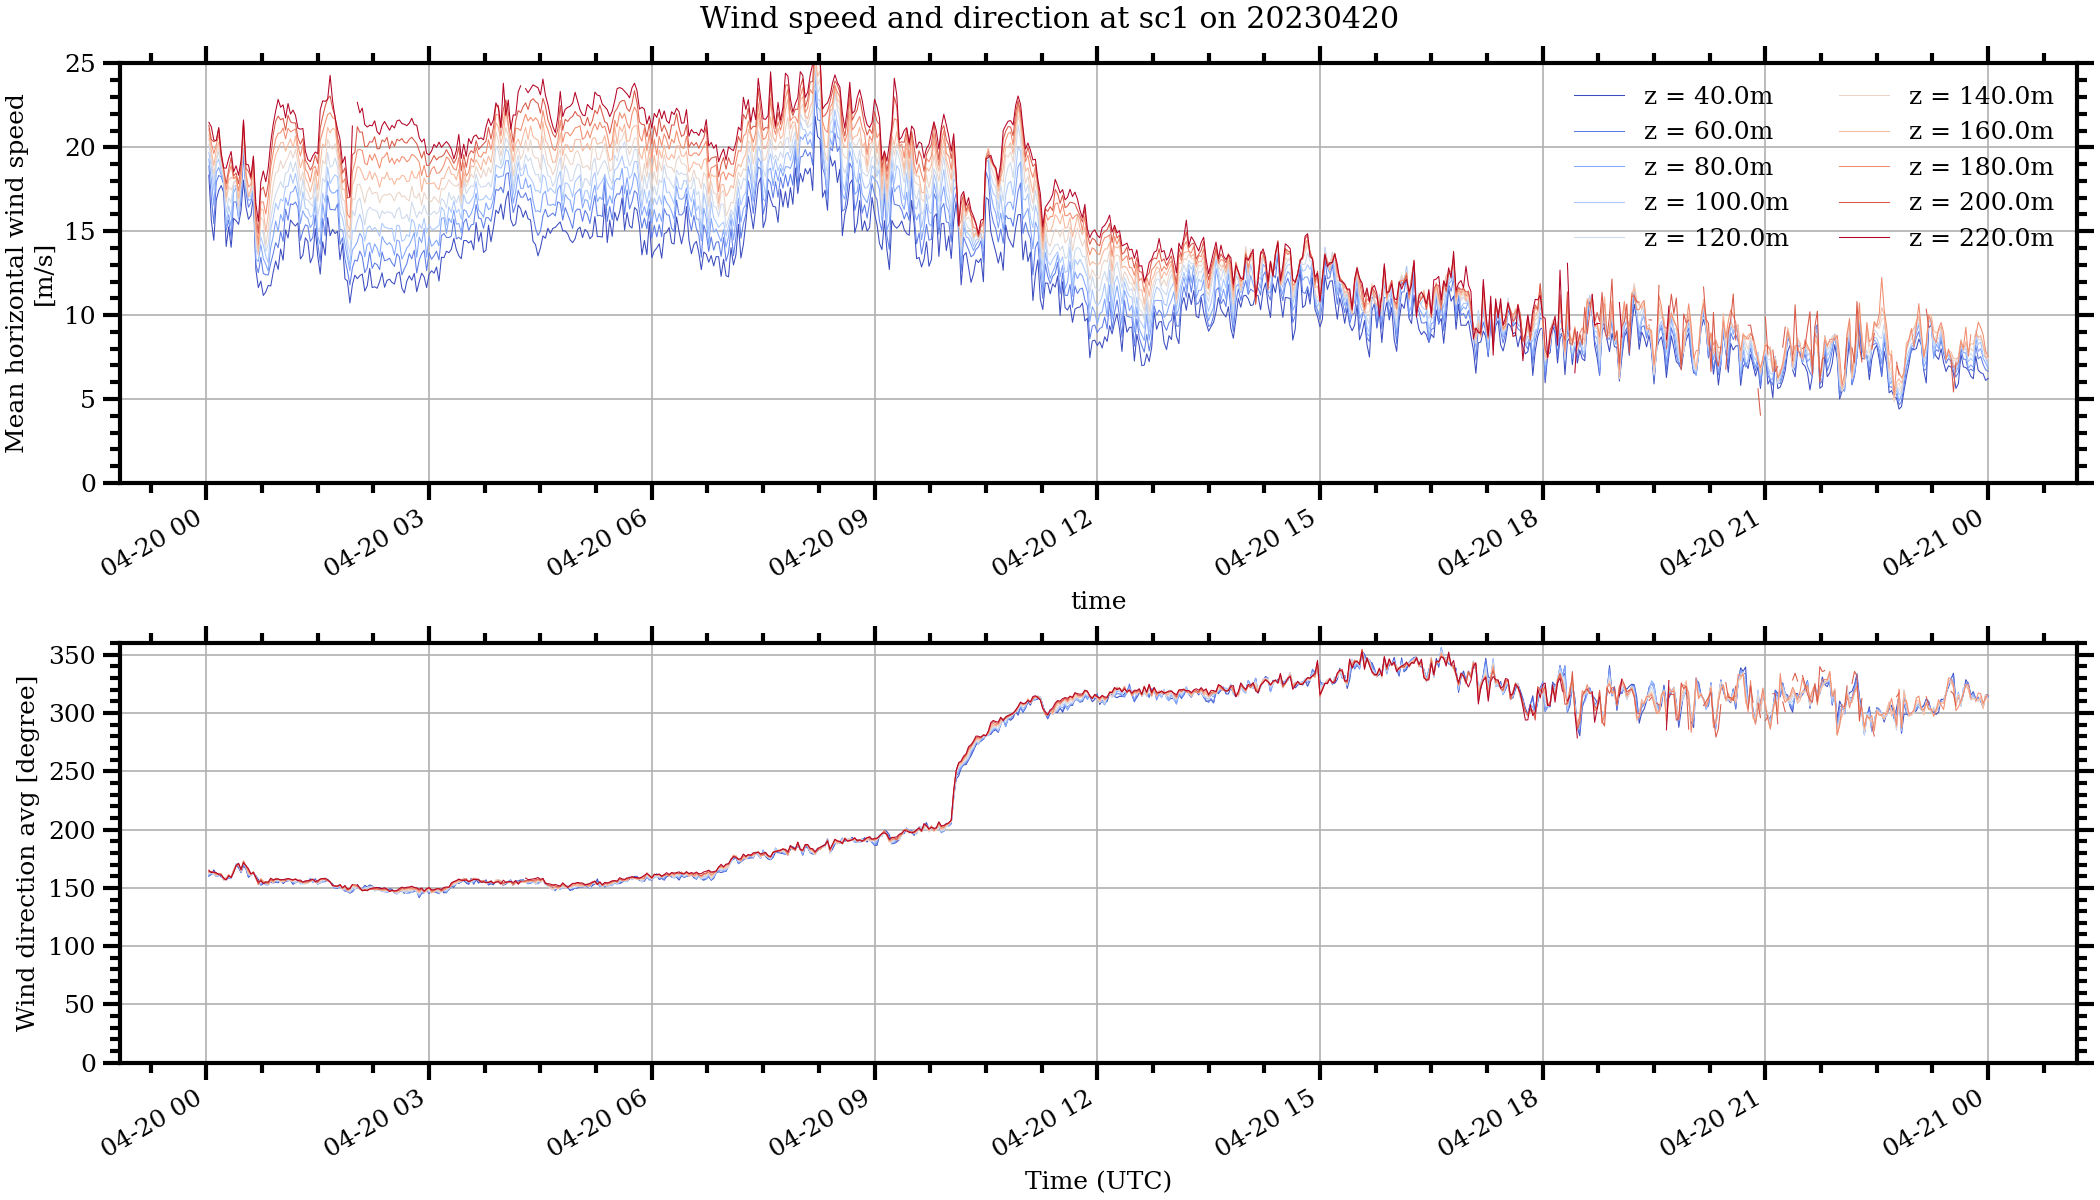 Wind speed and direction at sc1 on 20230420
Mean horizontal wind speed
[m/s]
25
20
15
10
5
0
z = 40.0m
z = 60.0m
z = 80.0m
z = 100.0m
z = 120.0m
z = 140.0m
z = 160.0m
z = 180.0m
z = 200.0m
z = 220.0m
04-20 00
04-20 03
04-20 06
04-20 09
04-20 12
04-20 15
04-20 18
04-20 21
04-21 00
time
Wind direction avg [degree]
350
300
250
200
150
100
50
0
04-20 00
04-20 03
04-20 06
04-20 09
04-20 12
04-20 15
04-20 18
04-20 21
04-21 00
Time (UTC)